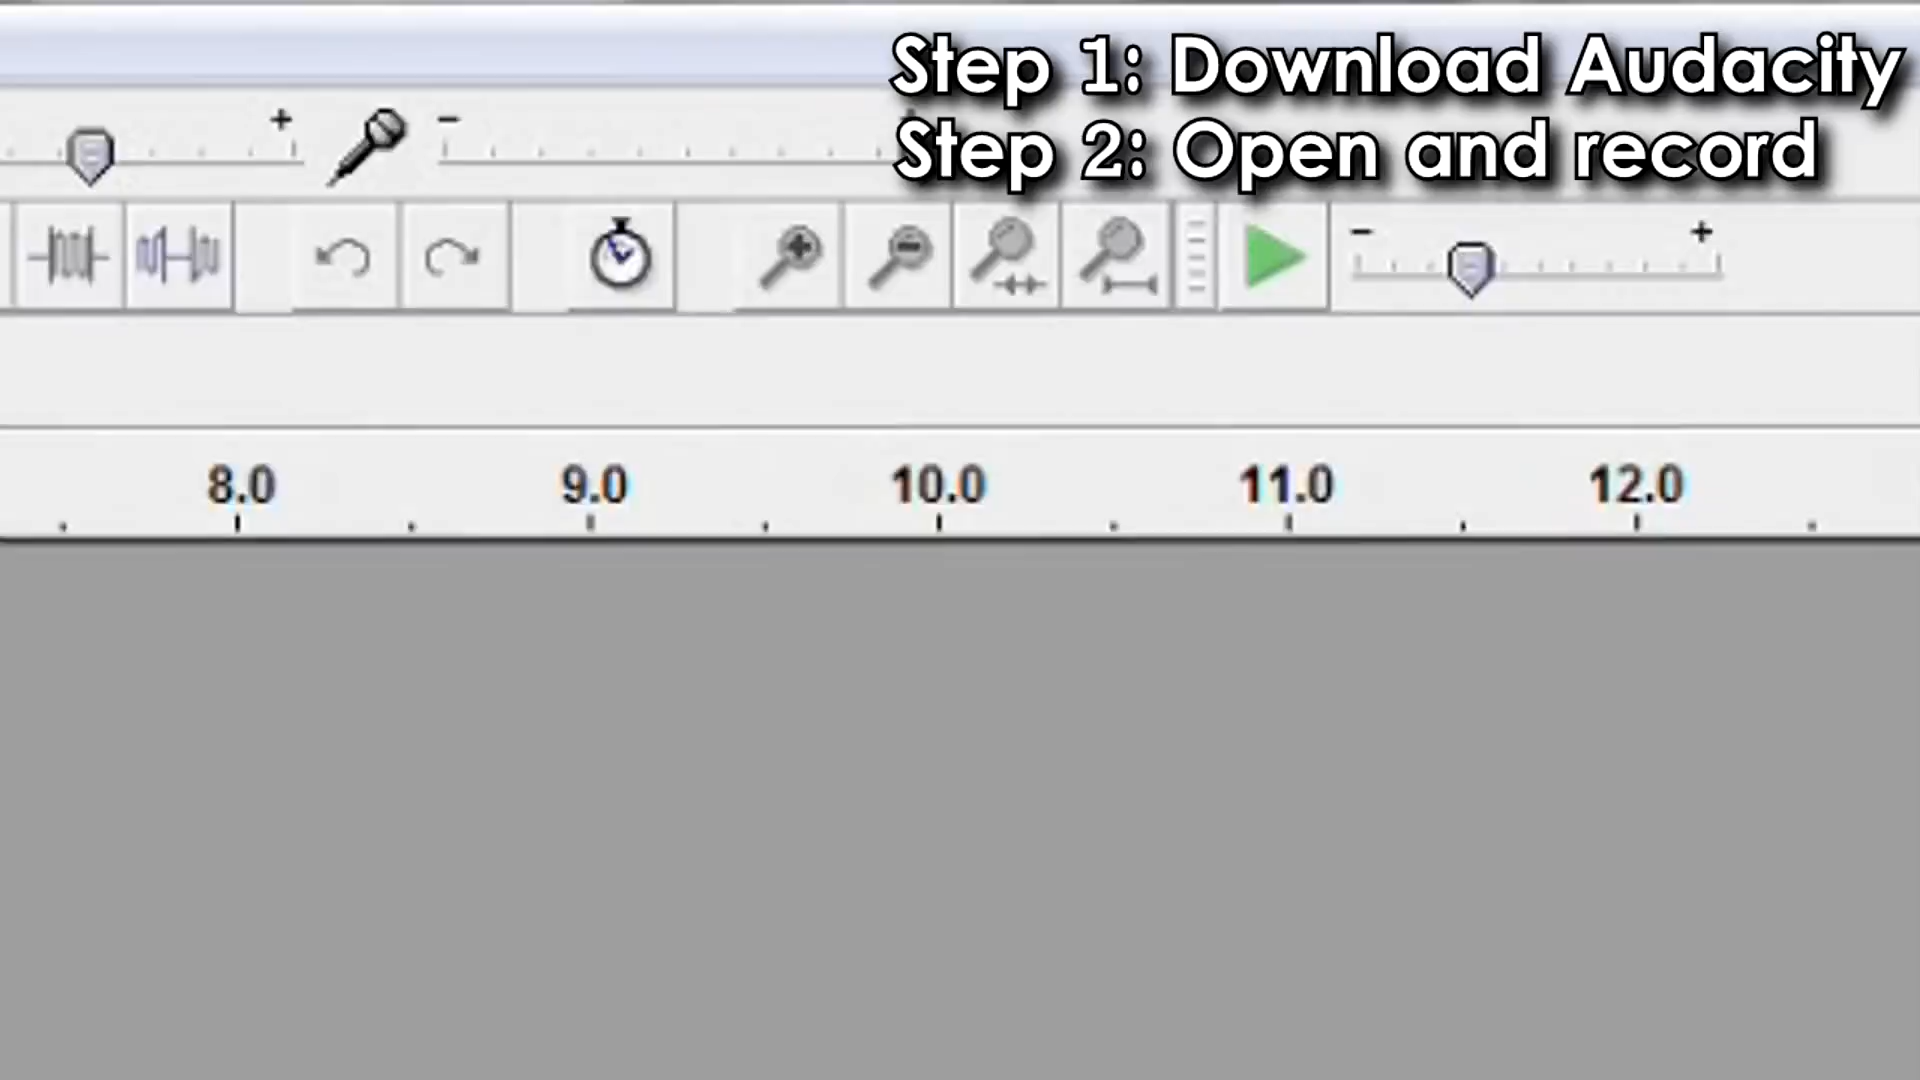 Step 1: Download Audacity
Step 2: Open and record
8.0 9.0 10.0 11.0 12.0